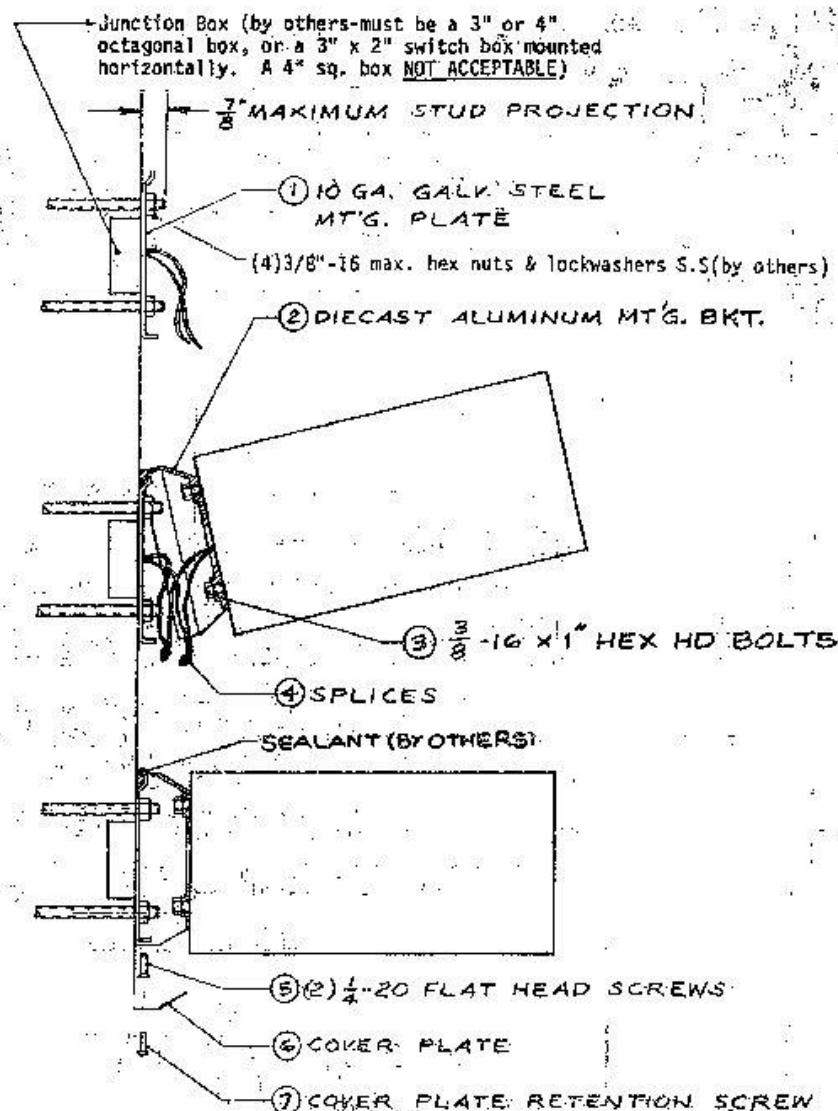 Junction Box (by others-must be a 3" or 4"
octagonal box, or a 3" x 2" switch box mounted
horizontally. A 4" sq. box NOT ACCEPTABLE)
7/8" MAXIMUM STUD PROJECTION
① 10 GA. GALV. STEEL
MT'G. PLATE
(4)3/8"-16 max. hex nuts & lockwashers S.S(by others)
② DIECAST ALUMINUM MT'G. BKT.
③ 3/8-16 x 1" HEX HD BOLTS
④ SPLICES
SEALANT (BY OTHERS)
⑤ (2) 1/4-20 FLAT HEAD SCREWS
⑥ COVER PLATE
⑦ COVER PLATE RETENTION SCREW